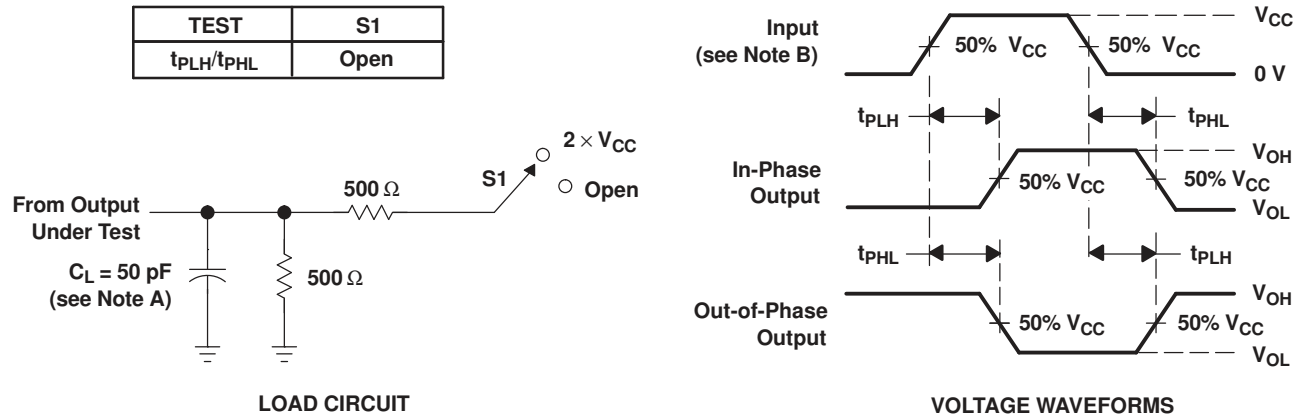 TEST S1
tPLH/tPHL Open
2 × VCC
S1
Open
500 Ω
From Output
Under Test
CL = 50 pF
(see Note A)
500 Ω
LOAD CIRCUIT
Input
(see Note B)
50% VCC
50% VCC
VCC
0 V
tPLH
tPHL
In-Phase
Output
50% VCC
50% VCC
VOH
VOL
tPHL
tPLH
Out-of-Phase
Output
50% VCC
50% VCC
VOH
VOL
VOLTAGE WAVEFORMS